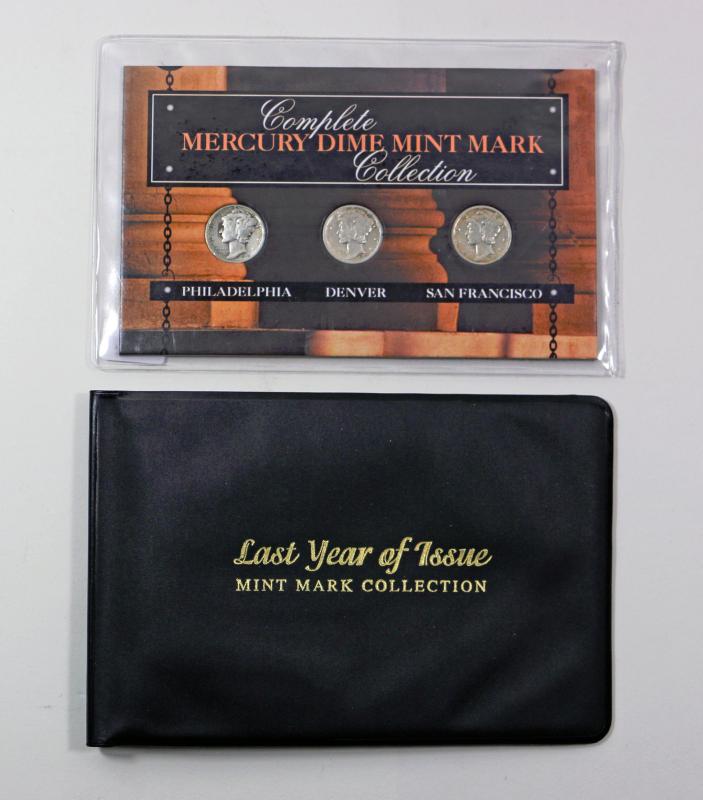 Complete
MERCURY DIME MINT MARK
Collection
PHILADELPHIA DENVER SAN FRANCISCO
Last Year of Issue
MINT MARK COLLECTION